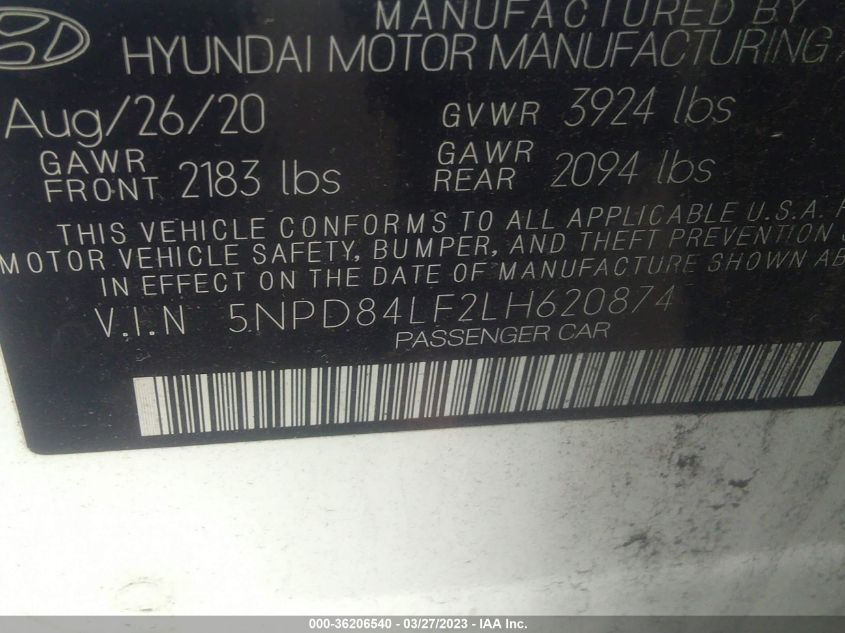 MANUFACTURED BY
HYUNDAI MOTOR MANUFACTURING
Aug/26/20 GVWR 3924 lbs
GAWR FRONT 2183 lbs GAWR REAR 2094 lbs
THIS VEHICLE CONFORMS TO ALL APPLICABLE U.S.A.
MOTOR VEHICLE SAFETY, BUMPER, AND THEFT PREVENTION
IN EFFECT ON THE DATE OF MANUFACTURE SHOWN
V.I.N 5NPD84LF2LH620874
PASSENGER CAR
000-36206540 - 03/27/2023 - IAA Inc.